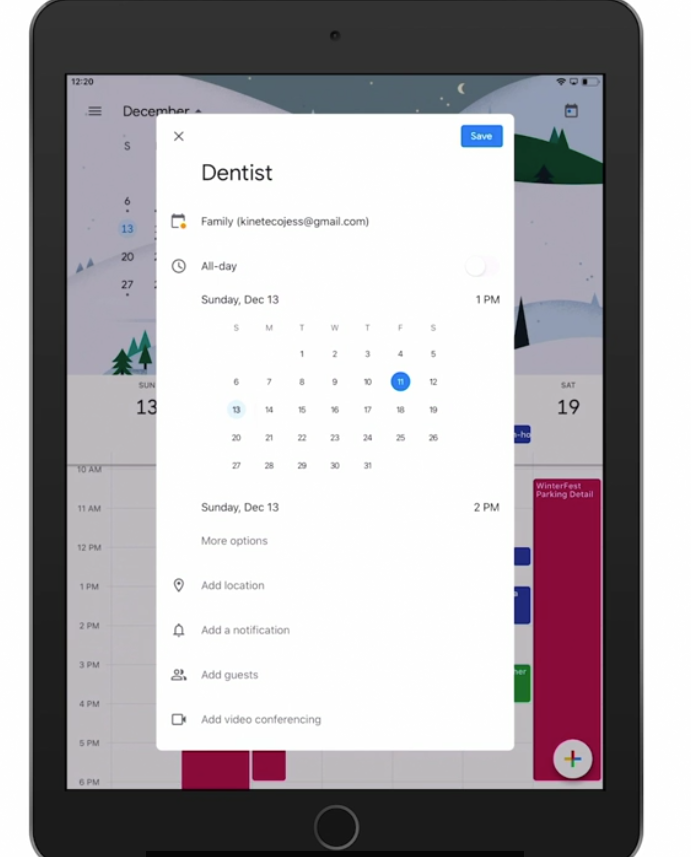 12:20
December
Save
Dentist
Family (kinetecojess@gmail.com)
All-day
Sunday, Dec 13 1 PM
S M T W T F S
1 2 3 4 5
6 7 8 9 10 11 12
13 14 15 16 17 18 19
20 21 22 23 24 25 26
27 28 29 30 31
Sunday, Dec 13 2 PM
More options
Add location
Add a notification
Add guests
Add video conferencing
S
6
13
20
27
SUN
13
SAT
19
10 AM
11 AM
12 PM
1 PM
2 PM
3 PM
4 PM
5 PM
6 PM
WinterFest
Parking Detail